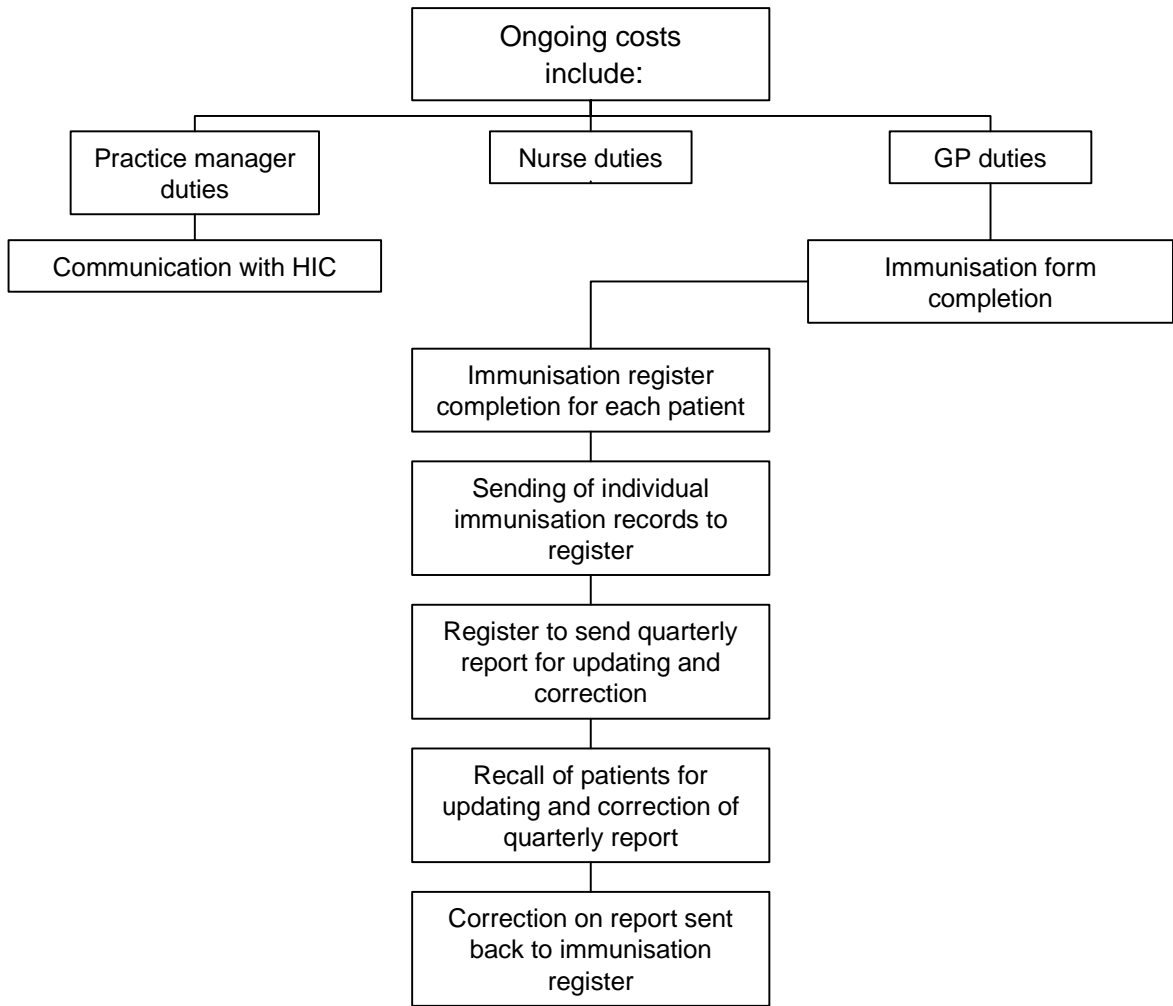 Ongoing costs
include:
Practice manager
duties
Nurse duties
GP duties
Communication with HIC
Immunisation form
completion
Immunisation register
completion for each patient
Sending of individual
immunisation records to
register
Register to send quarterly
report for updating and
correction
Recall of patients for
updating and correction of
quarterly report
Correction on report sent
back to immunisation
register